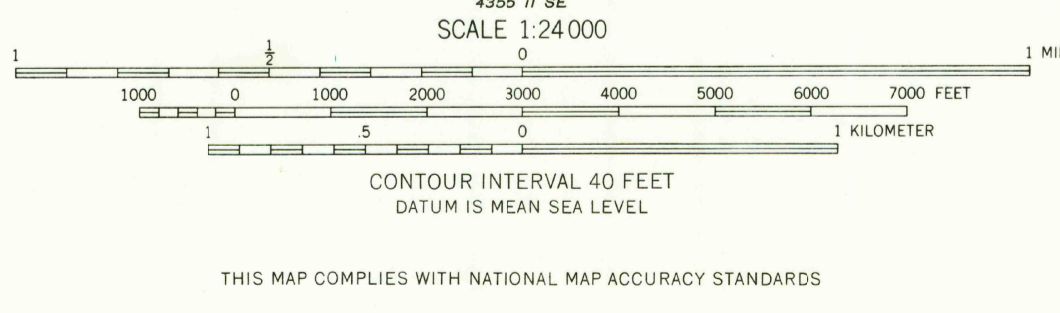 4355 II SE
SCALE 1:24 000
1 ½ 0 1 MI
1000 0 1000 2000 3000 4000 5000 6000 7000 FEET
1 .5 0 1 KILOMETER
CONTOUR INTERVAL 40 FEET
DATUM IS MEAN SEA LEVEL
THIS MAP COMPLIES WITH NATIONAL MAP ACCURACY STANDARDS